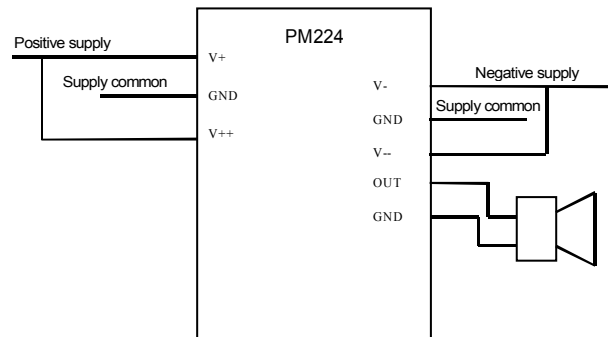 PM224
Positive supply
V+
Supply common
GND
V++
V-
Negative supply
GND
Supply common
V--
OUT
GND